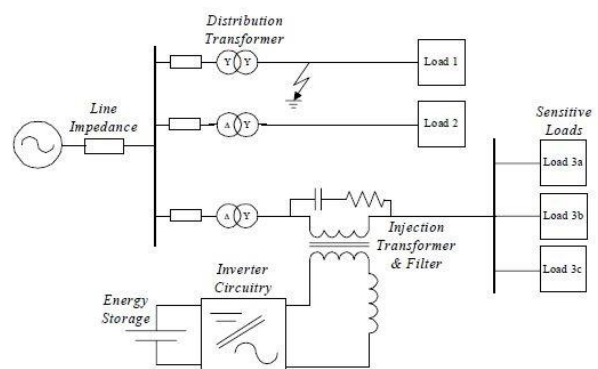 Distribution
Transformer
Y Y
Load 1
Line
Impedance
Δ Y
Load 2
Sensitive
Loads
Load 3a
Δ Y
Load 3b
Injection
Transformer
& Filter
Load 3c
Inverter
Circuitry
Energy
Storage